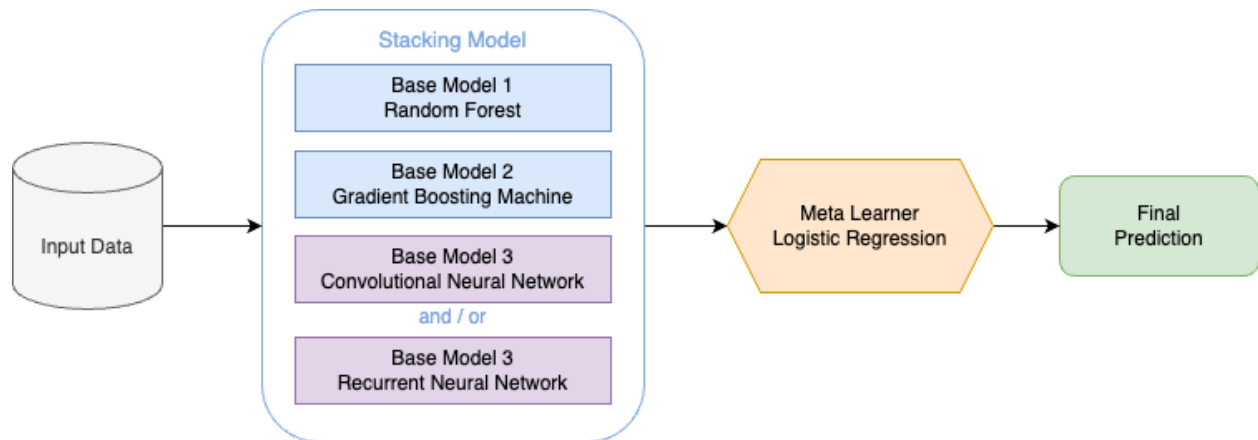 Stacking Model
Base Model 1
Random Forest
Base Model 2
Gradient Boosting Machine
Base Model 3
Convolutional Neural Network
and / or
Base Model 3
Recurrent Neural Network
Input Data
Meta Learner
Logistic Regression
Final
Prediction